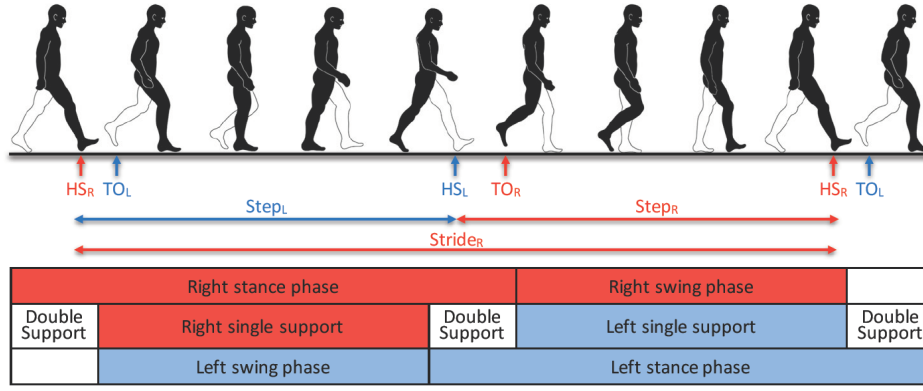 HSR TOL HSL TOR HSR TOL
StepL StepR
StrideR
Right stance phase Right swing phase
Double Support Right single support Double Support Left single support Double Support
Left swing phase Left stance phase